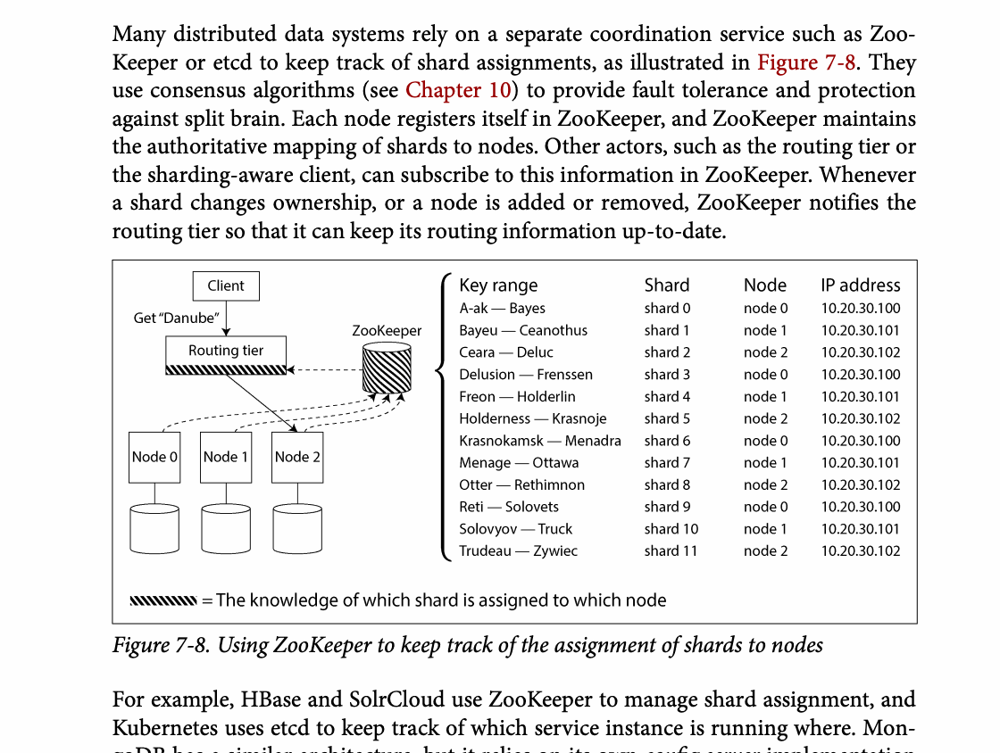 Many distributed data systems rely on a separate coordination service such as Zoo-
Keeper or etcd to keep track of shard assignments, as illustrated in Figure 7-8. They
use consensus algorithms (see Chapter 10) to provide fault tolerance and protection
against split brain. Each node registers itself in ZooKeeper, and ZooKeeper maintains
the authoritative mapping of shards to nodes. Other actors, such as the routing tier or
the sharding-aware client, can subscribe to this information in ZooKeeper. Whenever
a shard changes ownership, or a node is added or removed, ZooKeeper notifies the
routing tier so that it can keep its routing information up-to-date.
Client
Get “Danube”
Routing tier
ZooKeeper
Node 0
Node 1
Node 2
Key range Shard Node IP address
A-ak — Bayes shard 0 node 0 10.20.30.100
Bayeu — Ceanothus shard 1 node 1 10.20.30.101
Ceara — Deluc shard 2 node 2 10.20.30.102
Delusion — Frenssen shard 3 node 0 10.20.30.100
Freon — Holderlin shard 4 node 1 10.20.30.101
Holderness — Krasnoje shard 5 node 2 10.20.30.102
Krasnokamsk — Menadra shard 6 node 0 10.20.30.100
Menage — Ottawa shard 7 node 1 10.20.30.101
Otter — Rethimnon shard 8 node 2 10.20.30.102
Reti — Solovets shard 9 node 0 10.20.30.100
Solovyov — Truck shard 10 node 1 10.20.30.101
Trudeau — Zywiec shard 11 node 2 10.20.30.102
= The knowledge of which shard is assigned to which node
Figure 7-8. Using ZooKeeper to keep track of the assignment of shards to nodes
For example, HBase and SolrCloud use ZooKeeper to manage shard assignment, and
Kubernetes uses etcd to keep track of which service instance is running where. Mon-
goDB has a similar architecture, but it relies on its own config server implementation